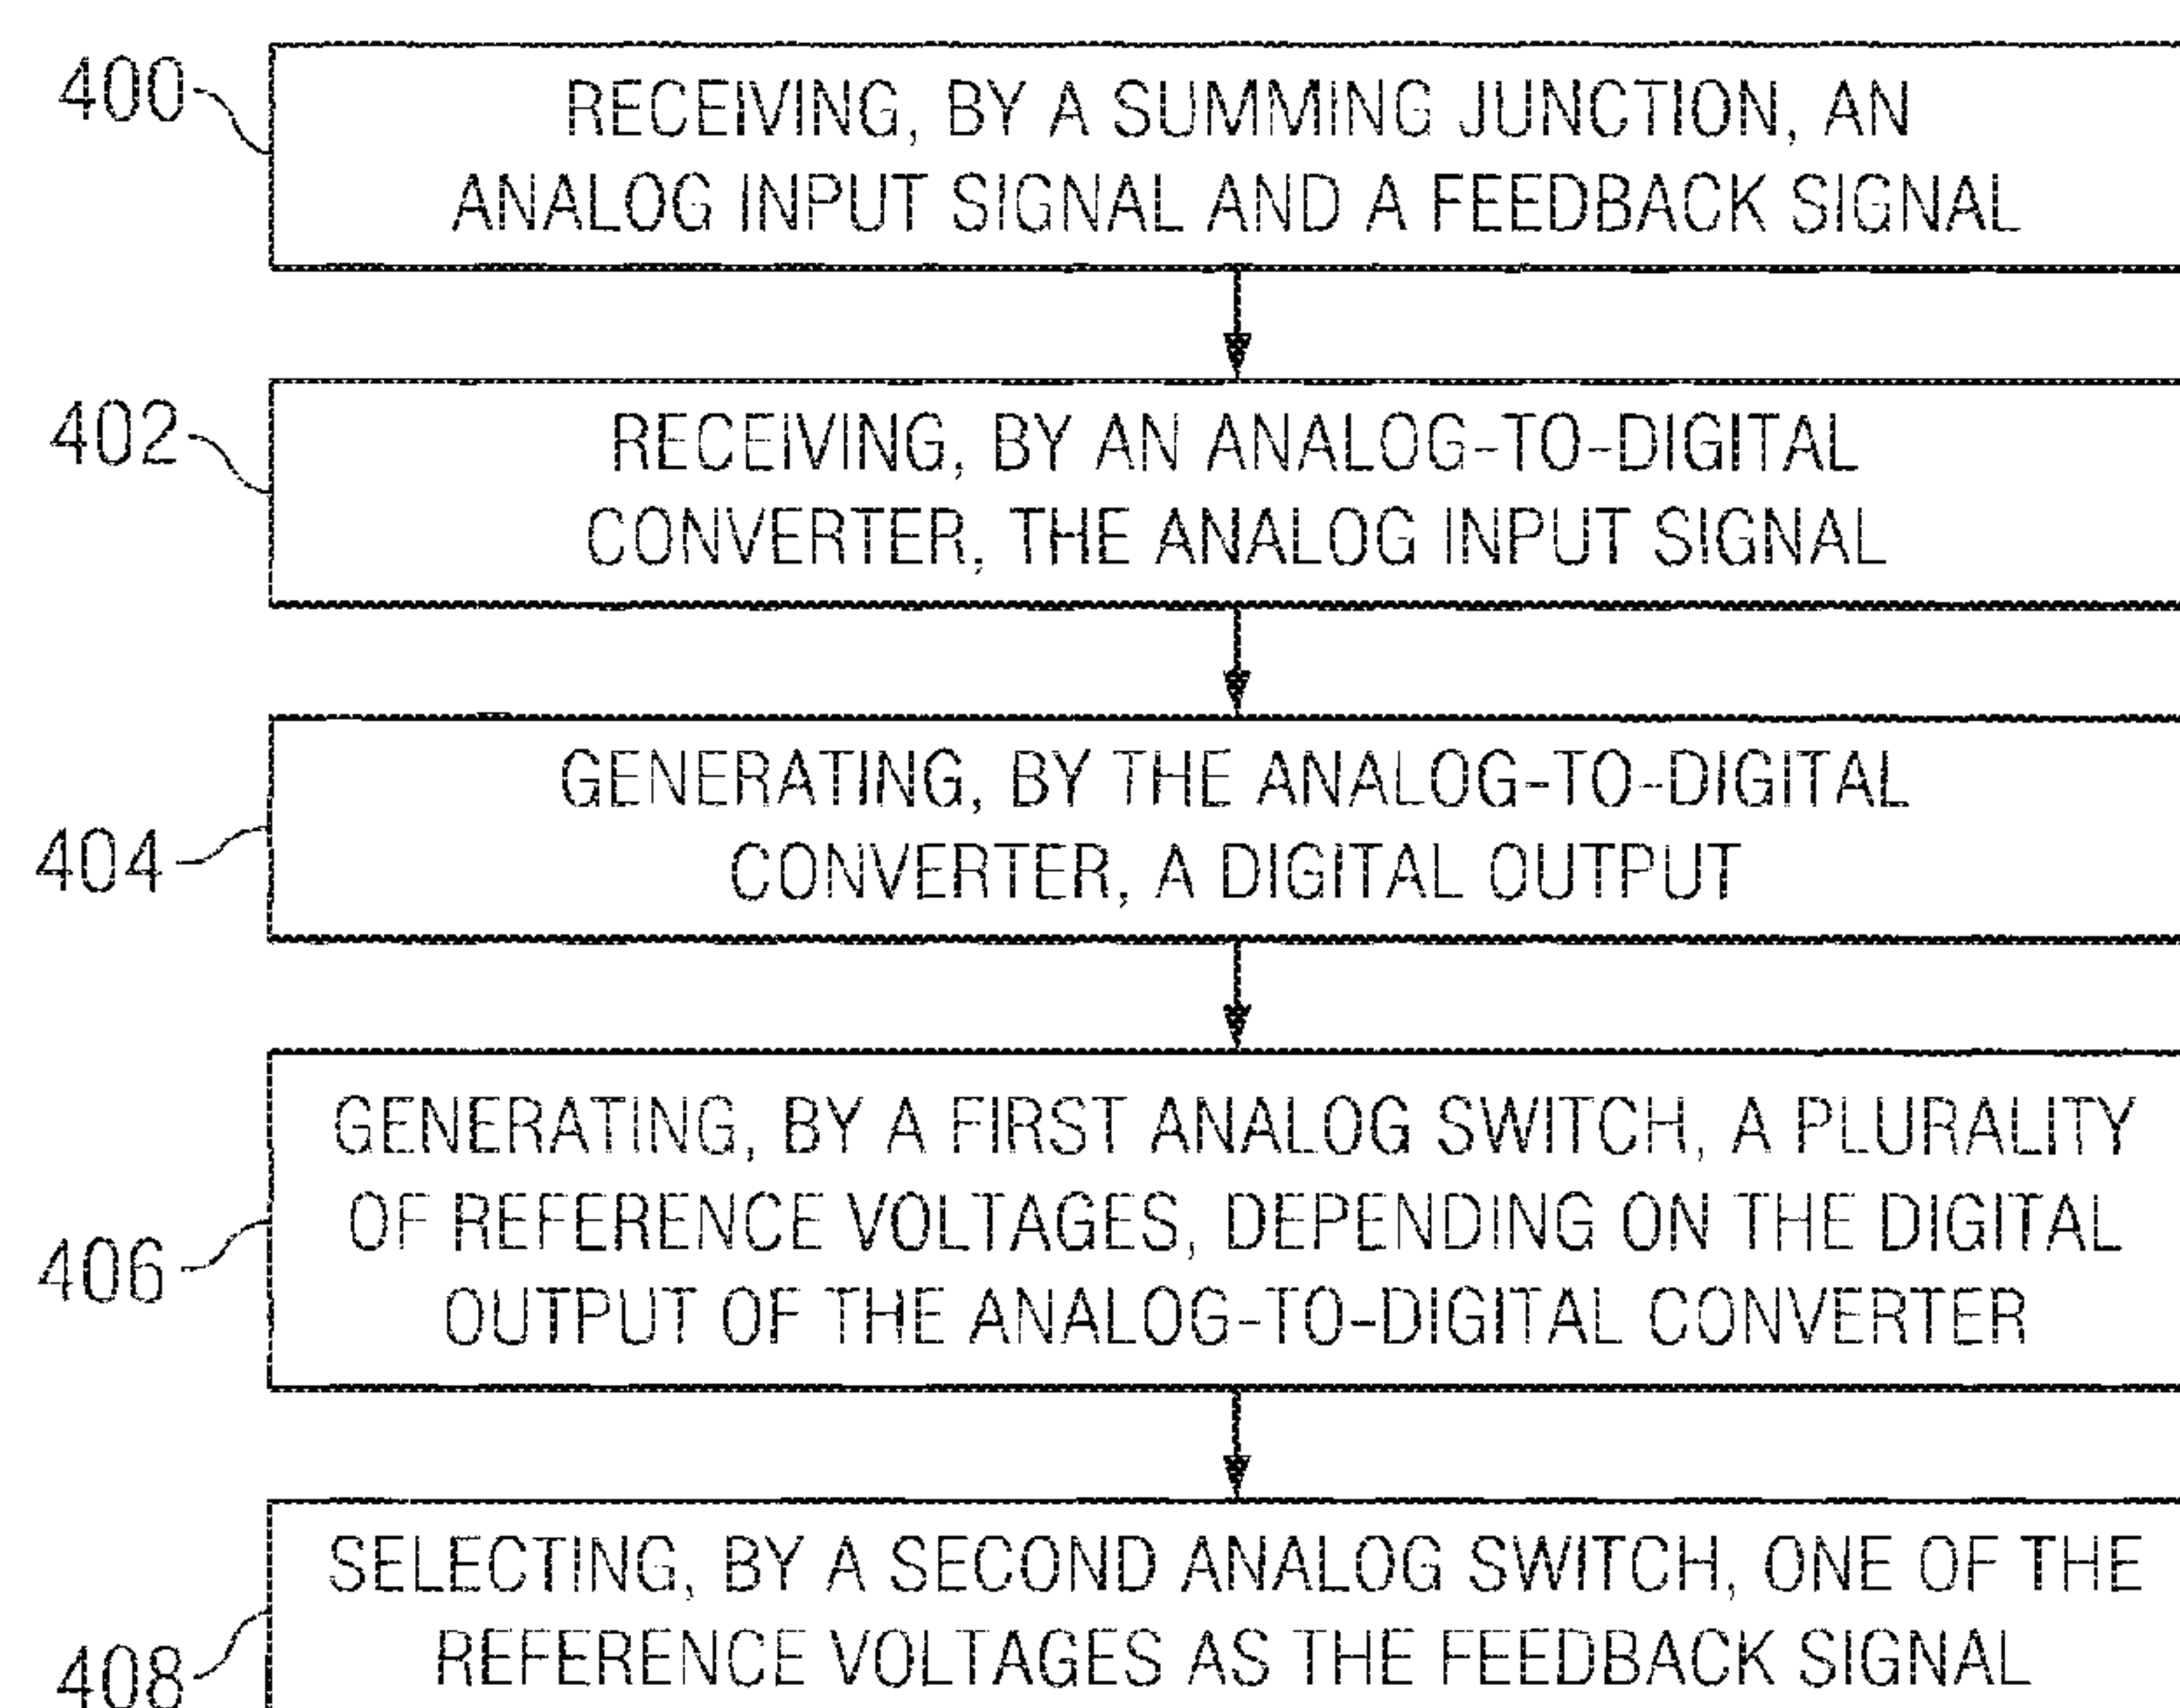 400
RECEIVING, BY A SUMMING JUNCTION, AN
ANALOG INPUT SIGNAL AND A FEEDBACK SIGNAL
402
RECEIVING, BY AN ANALOG-TO-DIGITAL
CONVERTER, THE ANALOG INPUT SIGNAL
GENERATING, BY THE ANALOG-TO-DIGITAL
CONVERTER, A DIGITAL OUTPUT
404
GENERATING, BY A FIRST ANALOG SWITCH, A PLURALITY
OF REFERENCE VOLTAGES, DEPENDING ON THE DIGITAL
OUTPUT OF THE ANALOG-TO-DIGITAL CONVERTER
406
SELECTING, BY A SECOND ANALOG SWITCH, ONE OF THE
REFERENCE VOLTAGES AS THE FEEDBACK SIGNAL
408